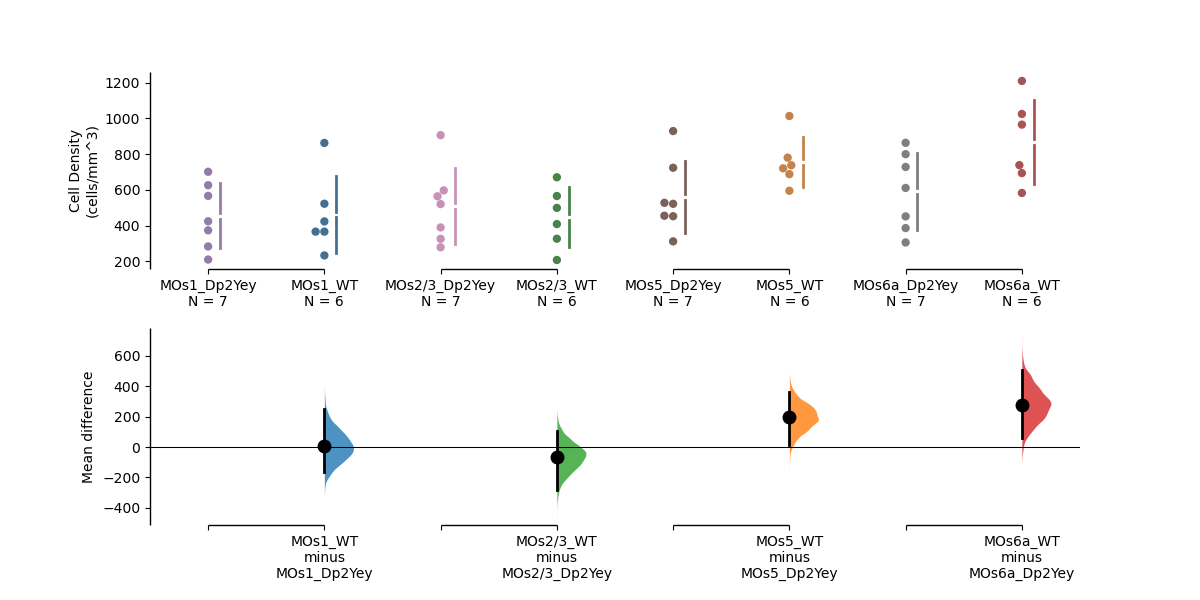 Cell Density
(cells/mm^3)
1200
1000
800
600
400
200
MOs1_Dp2Yey
N = 7
MOs1_WT
N = 6
MOs2/3_Dp2Yey
N = 7
MOs2/3_WT
N = 6
MOs5_Dp2Yey
N = 7
MOs5_WT
N = 6
MOs6a_Dp2Yey
N = 7
MOs6a_WT
N = 6
Mean difference
600
400
200
0
−200
−400
MOs1_WT
minus
MOs1_Dp2Yey
MOs2/3_WT
minus
MOs2/3_Dp2Yey
MOs5_WT
minus
MOs5_Dp2Yey
MOs6a_WT
minus
MOs6a_Dp2Yey